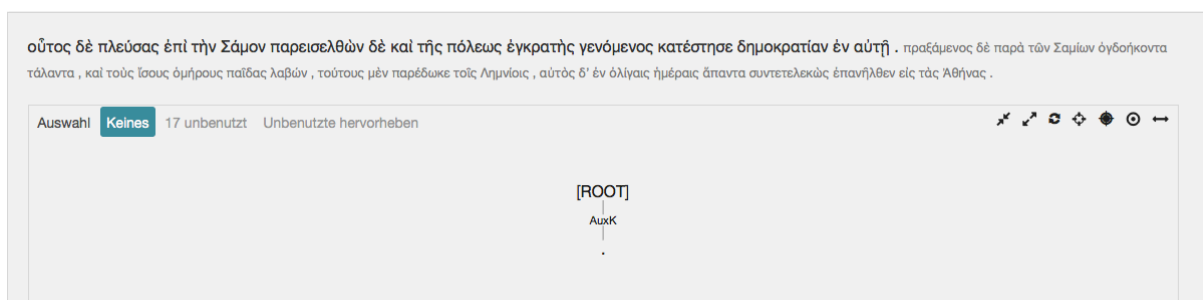 οὗτος δὲ πλεύσας ἐπὶ τὴν Σάμον παρεισελθὼν δὲ καὶ τῆς πόλεως ἐγκρατὴς γενόμενος κατέστησε δημοκρατίαν ἐν αὐτῇ . πραξάμενος δὲ παρὰ τῶν Σαμίων ὀγδοήκοντα
τάλαντα , καὶ τοὺς ἴσους ὁμήρους παῖδας λαβών , τούτους μὲν παρέδωκε τοῖς Λημνίοις , αὐτὸς δ' ἐν ὀλίγαις ἡμέραις ἅπαντα συντετελεκὼς ἐπανῆλθεν εἰς τὰς Ἀθήνας .
Auswahl Keines 17 unbenutzt Unbenutzte hervorheben
[ROOT]
AuxK
.